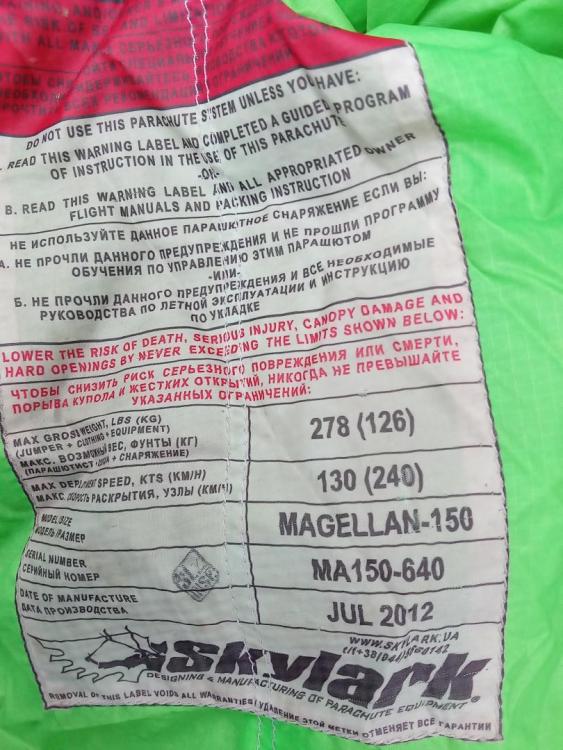 DO NOT USE THIS PARACHUTE SYSTEM UNLESS YOU HAVE:
READ THIS WARNING LABEL AND COMPLETED A GUIDED PROGRAM
OF INSTRUCTION IN THE USE OF THIS PARACHUTE
-OR-
B. READ THIS WARNING LABEL AND ALL APPROPRIATED OWNER
FLIGHT MANUALS AND PACKING INSTRUCTION
НЕ ИСПОЛЬЗУЙТЕ ДАННОЕ ПАРАШЮТНОЕ СНАРЯЖЕНИЕ ЕСЛИ ВЫ:
А. НЕ ПРОЧЛИ ДАННОГО ПРЕДУПРЕЖДЕНИЯ И НЕ ПРОШЛИ ПРОГРАММУ
ОБУЧЕНИЯ ПО УПРАВЛЕНИЮ ЭТИМ ПАРАШЮТОМ
-ИЛИ-
Б. НЕ ПРОЧЛИ ДАННОГО ПРЕДУПРЕЖДЕНИЯ И ВСЕ НЕОБХОДИМЫЕ
РУКОВОДСТВА ПО ЛЕТНОЙ ЭКСПЛУАТАЦИИ И ИНСТРУКЦИЮ
ПО УКЛАДКЕ
LOWER THE RISK OF DEATH, SERIOUS INJURY, CANOPY DAMAGE AND
HARD OPENINGS BY NEVER EXCEEDING THE LIMITS SHOWN BELOW:
ЧТОБЫ СНИЗИТЬ РИСК СЕРЬЕЗНОГО ПОВРЕЖДЕНИЯ ИЛИ СМЕРТИ,
ПОРЫВА КУПОЛА И ЖЕСТКИХ ОТКРЫТИЙ, НИКОГДА НЕ ПРЕВЫШАЙТЕ
УКАЗАННЫХ ОГРАНИЧЕНИЙ:
MAX GROSS WEIGHT, LBS (KG)
(JUMPER + CLOTHING + EQUIPMENT)
МАКС. ВОЗМОЖНЫЙ ВЕС, ФУНТЫ (КГ)
(ПАРАШЮТИСТ + СНАРЯЖЕНИЕ)
278 (126)
MAX DEPLOYMENT SPEED, KTS (KM/H)
МАКС. СКОРОСТЬ РАСКРЫТИЯ, УЗЛЫ (КМ/Ч)
130 (240)
MODEL/SIZE
МОДЕЛЬ/РАЗМЕР
MAGELLAN-150
SERIAL NUMBER
СЕРИЙНЫЙ НОМЕР
MA150-640
DATE OF MANUFACTURE
ДАТА ПРОИЗВОДСТВА
JUL 2012
WWW.SKYLARK.UA
skylark®
DESIGNING & MANUFACTURING OF PARACHUTE EQUIPMENT
REMOVAL OF THIS LABEL VOIDS ALL WARRANTIES! УДАЛЕНИЕ ЭТОЙ МЕТКИ ОТМЕНЯЕТ ВСЕ ГАРАНТИИ